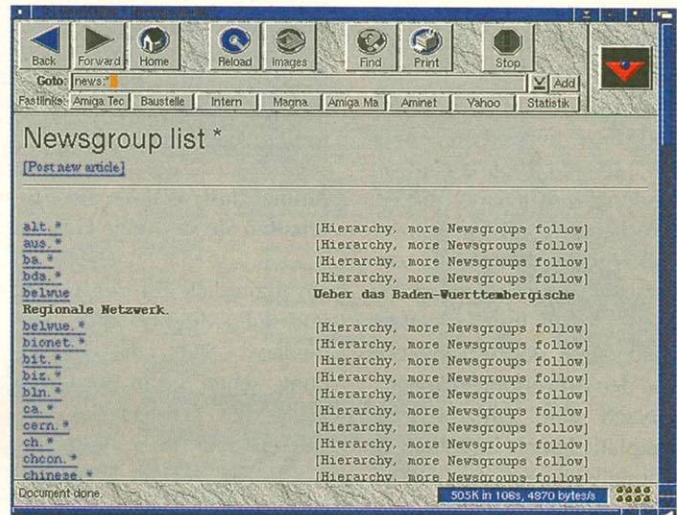 Back Forward Home Reload Images Find Print Stop
Goto: news:* Add
Fastlinks: Amiga Tec Baustelle Intern Magna Amiga Ma Aminet Yahoo Statistik
Newsgroup list *
[Post new article]
alt.* [Hierarchy, more Newsgroups follow]
aus.* [Hierarchy, more Newsgroups follow]
ba.* [Hierarchy, more Newsgroups follow]
bda.* [Hierarchy, more Newsgroups follow]
belwue Ueber das Baden-Wuerttembergische
Regionale Netzwerk.
belwue.* [Hierarchy, more Newsgroups follow]
bionet.* [Hierarchy, more Newsgroups follow]
bit.* [Hierarchy, more Newsgroups follow]
biz.* [Hierarchy, more Newsgroups follow]
bln.* [Hierarchy, more Newsgroups follow]
ca.* [Hierarchy, more Newsgroups follow]
cern.* [Hierarchy, more Newsgroups follow]
ch.* [Hierarchy, more Newsgroups follow]
chcon.* [Hierarchy, more Newsgroups follow]
chinese.* [Hierarchy, more Newsgroups follow]
Document done. 505K in 106s, 4870 bytes/s